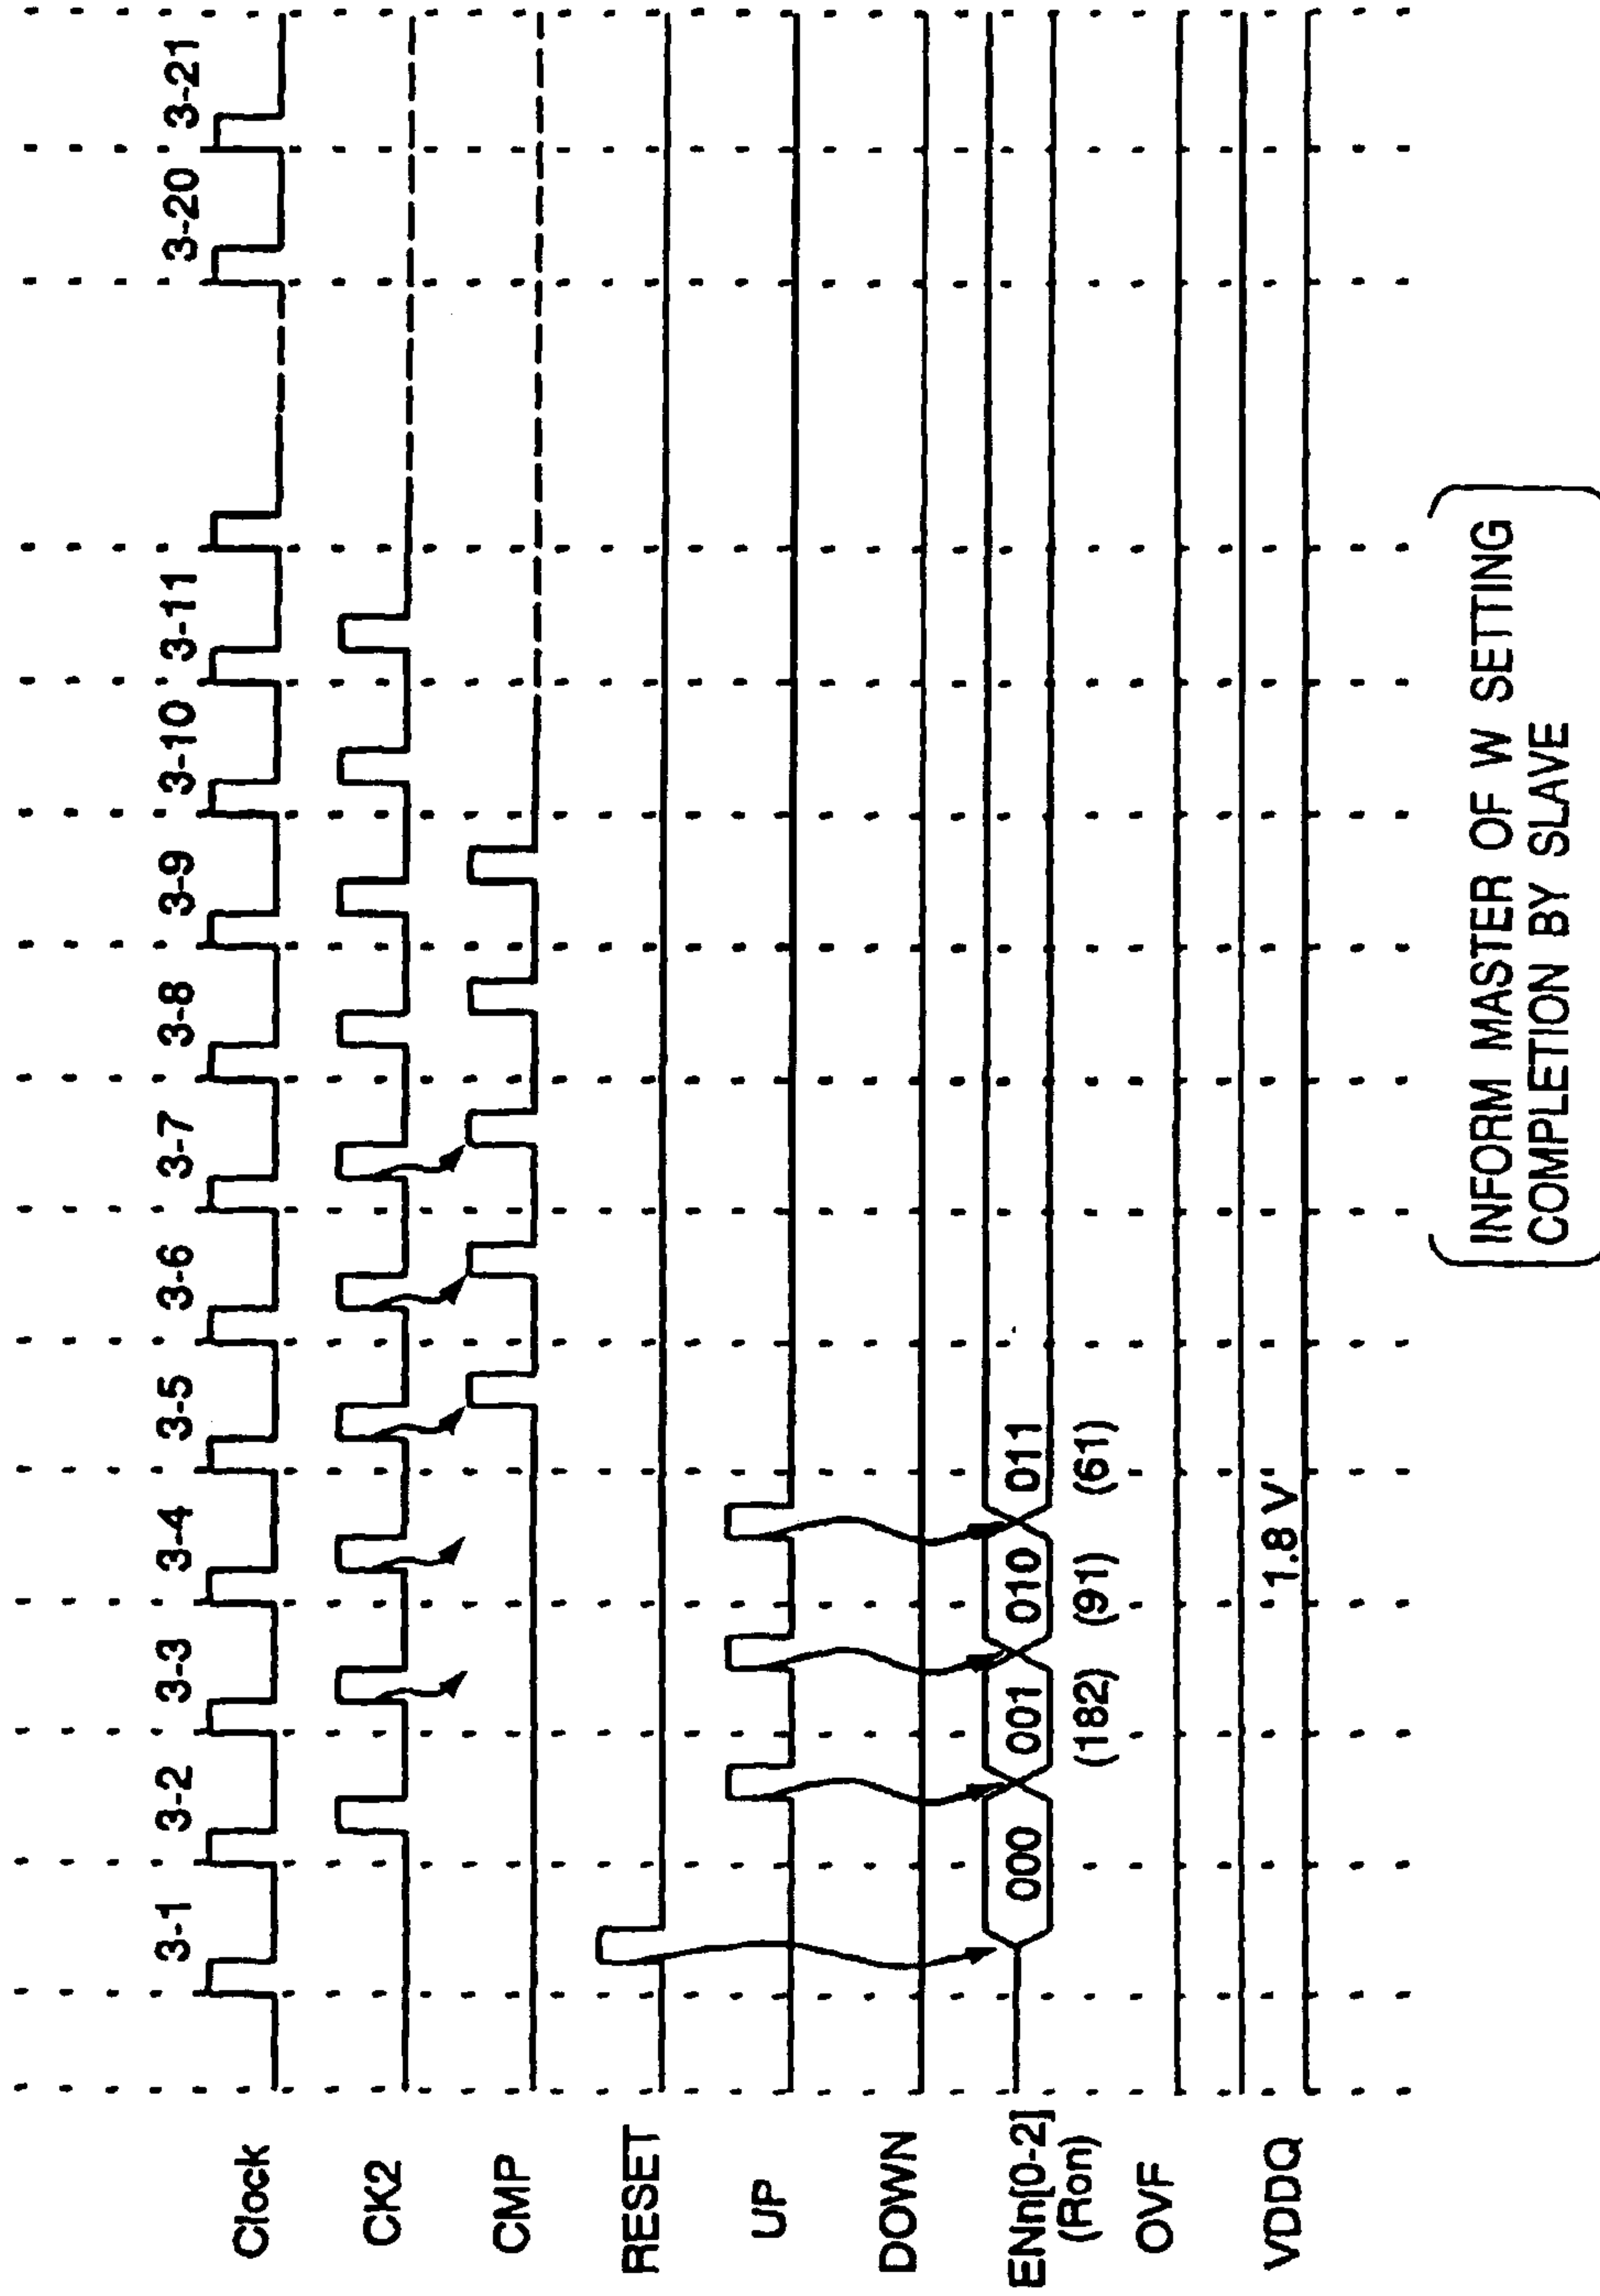 3-1 3-2 3-3 3-4 3-5 3-6 3-7 3-8 3-9 3-10 3-11 3-20 3-21
Clock
CK2
CMP
RESET
UP
DOWN
ENn[0-2] 000 001 010 011
(Ron) (182) (91) (61)
OVF
VDDQ 1.8 V
INFORM MASTER OF W SETTING
COMPLETION BY SLAVE